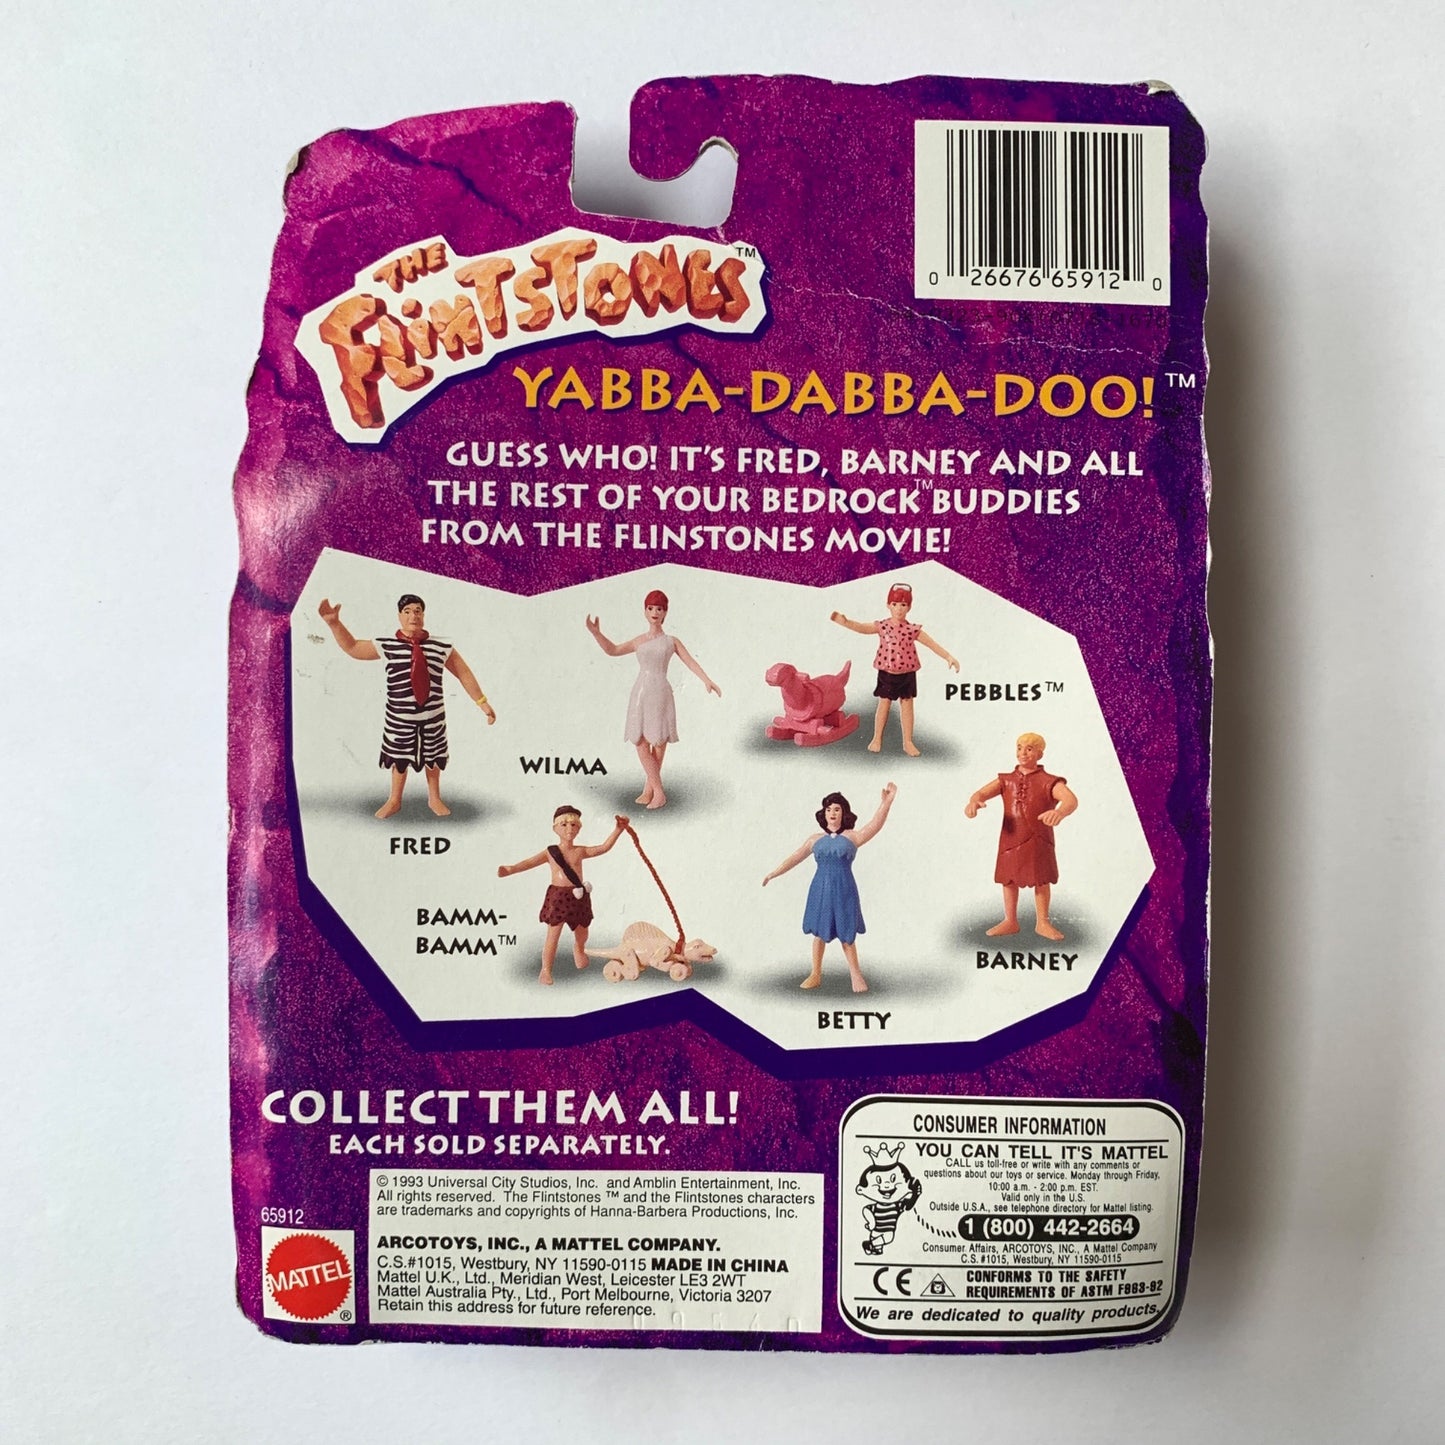 THE
FLINTSTONES™
0 26676 65912 0
YABBA-DABBA-DOO!™
GUESS WHO! IT'S FRED, BARNEY AND ALL
THE REST OF YOUR BEDROCK™ BUDDIES
FROM THE FLINSTONES MOVIE!
FRED
WILMA
PEBBLES™
BAMM-
BAMM™
BETTY
BARNEY
COLLECT THEM ALL!
EACH SOLD SEPARATELY.
65912
MATTEL®
© 1993 Universal City Studios, Inc. and Amblin Entertainment, Inc.
All rights reserved. The Flintstones ™ and the Flintstones characters
are trademarks and copyrights of Hanna-Barbera Productions, Inc.
ARCOTOYS, INC., A MATTEL COMPANY.
C.S.#1015, Westbury, NY 11590-0115 MADE IN CHINA
Mattel U.K., Ltd., Meridian West, Leicester LE3 2WT
Mattel Australia Pty., Ltd., Port Melbourne, Victoria 3207
Retain this address for future reference.
CONSUMER INFORMATION
YOU CAN TELL IT'S MATTEL
CALL us toll-free or write with any comments or
questions about our toys or service. Monday through Friday,
10:00 a.m. - 2:00 p.m. EST.
Valid only in the U.S.
Outside U.S.A., see telephone directory for Mattel listing.
1 (800) 442-2664
Consumer Affairs, ARCOTOYS, INC., A Mattel Company
C.S. #1015, Westbury, NY 11590-0115
CE
CONFORMS TO THE SAFETY
REQUIREMENTS OF ASTM F963-92
We are dedicated to quality products.